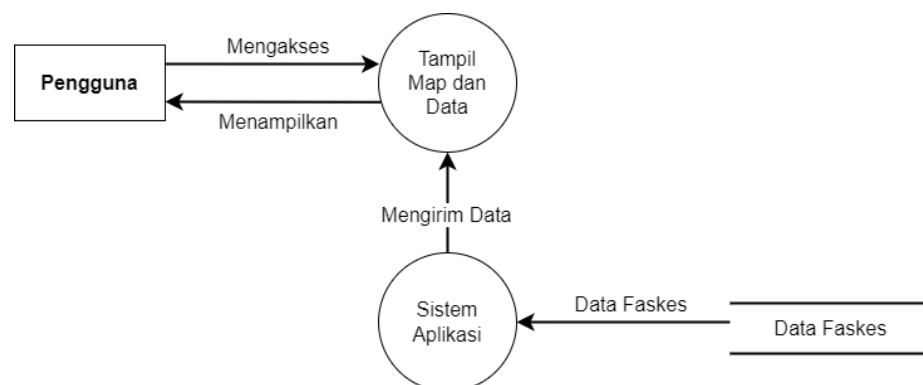 Mengakses
Pengguna
Menampilkan
Tampil
Map dan
Data
Mengirim Data
Sistem
Aplikasi
Data Faskes
Data Faskes